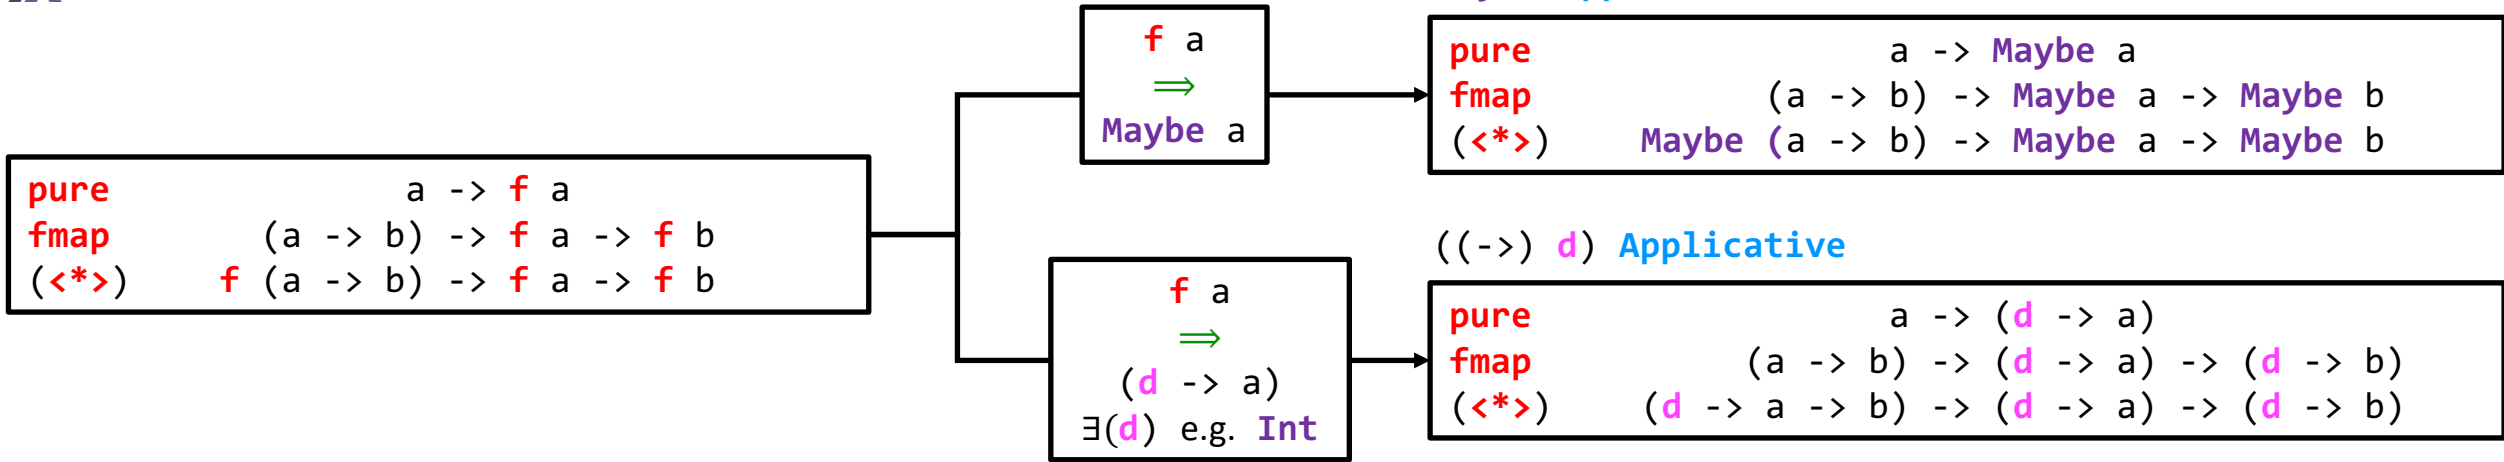 pure a -> f a
fmap (a -> b) -> f a -> f b
(<*>) f (a -> b) -> f a -> f b
f a
⇒
Maybe a
pure a -> Maybe a
fmap (a -> b) -> Maybe a -> Maybe b
(<*>) Maybe (a -> b) -> Maybe a -> Maybe b
f a
⇒
(d -> a)
∃(d) e.g. Int
((->) d) Applicative
pure a -> (d -> a)
fmap (a -> b) -> (d -> a) -> (d -> b)
(<*>) (d -> a -> b) -> (d -> a) -> (d -> b)